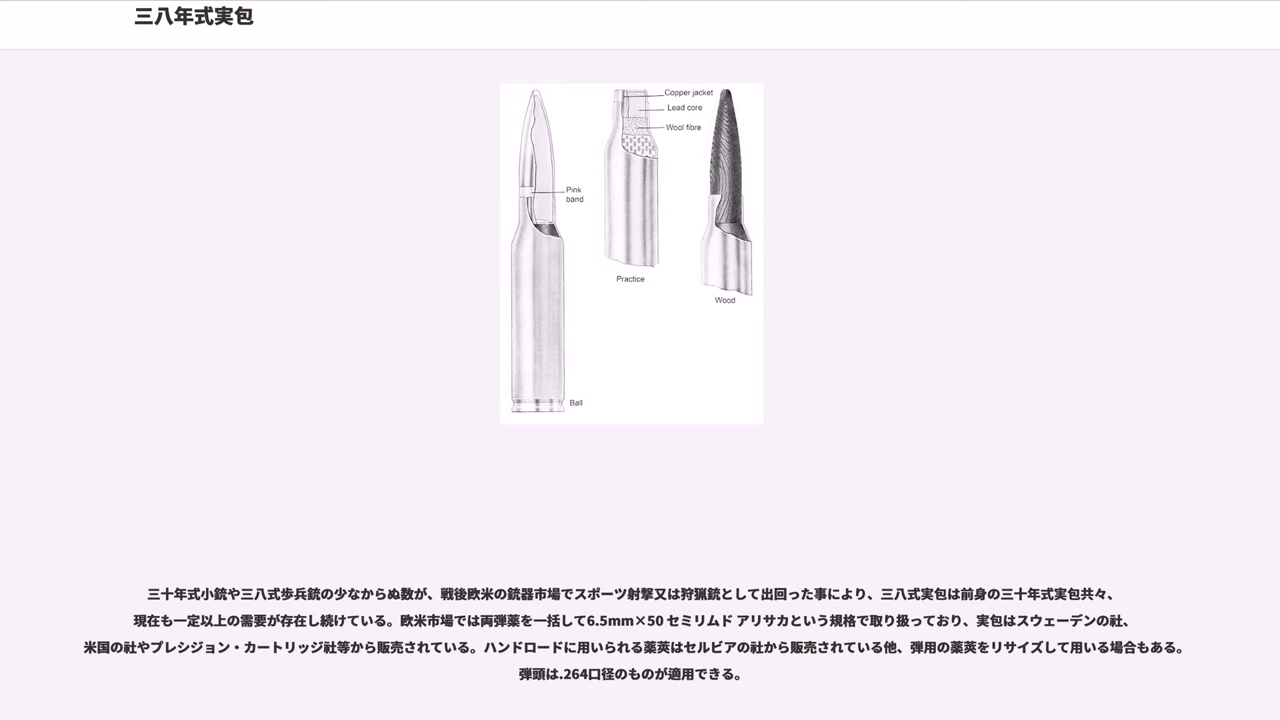 三八年式実包
Copper jacket
Lead core
Wool fibre
Pink
band
Practice
Wood
Ball
三十年式小銃や三八式歩兵銃の少なからぬ数が、戦後欧米の銃器市場でスポーツ射撃又は狩猟銃として出回った事により、三八式実包は前身の三十年式実包共々、
現在も一定以上の需要が存在し続けている。欧米市場では両弾薬を一括して6.5mm×50 セミリムド アリサカという規格で取り扱っており、実包はスウェーデンの社、
米国の社やプレシジョン・カートリッジ社等から販売されている。ハンドロードに用いられる薬莢はセルビアの社から販売されている他、弾用の薬莢をリサイズして用いる場合もある。
弾頭は.264口径のものが適用できる。